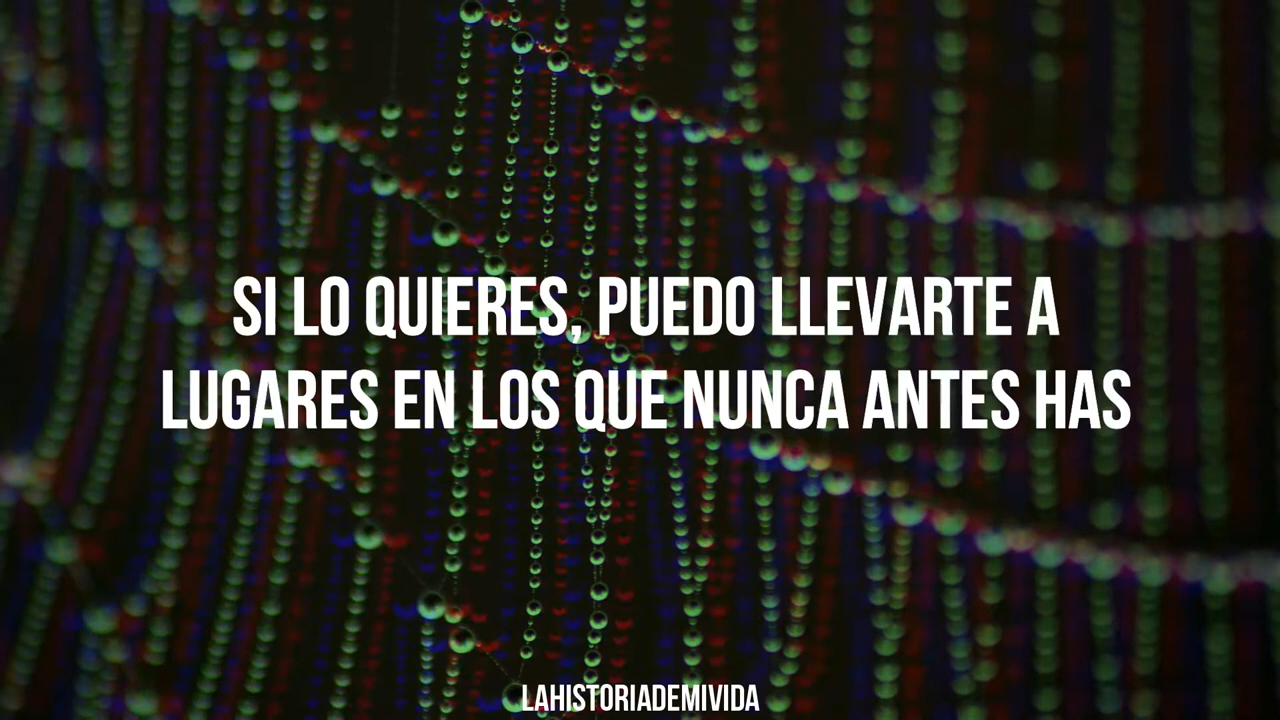 SI LO QUIERES, PUEDO LLEVARTE A
LUGARES EN LOS QUE NUNCA ANTES HAS
LAHISTORIADEMIVIDA